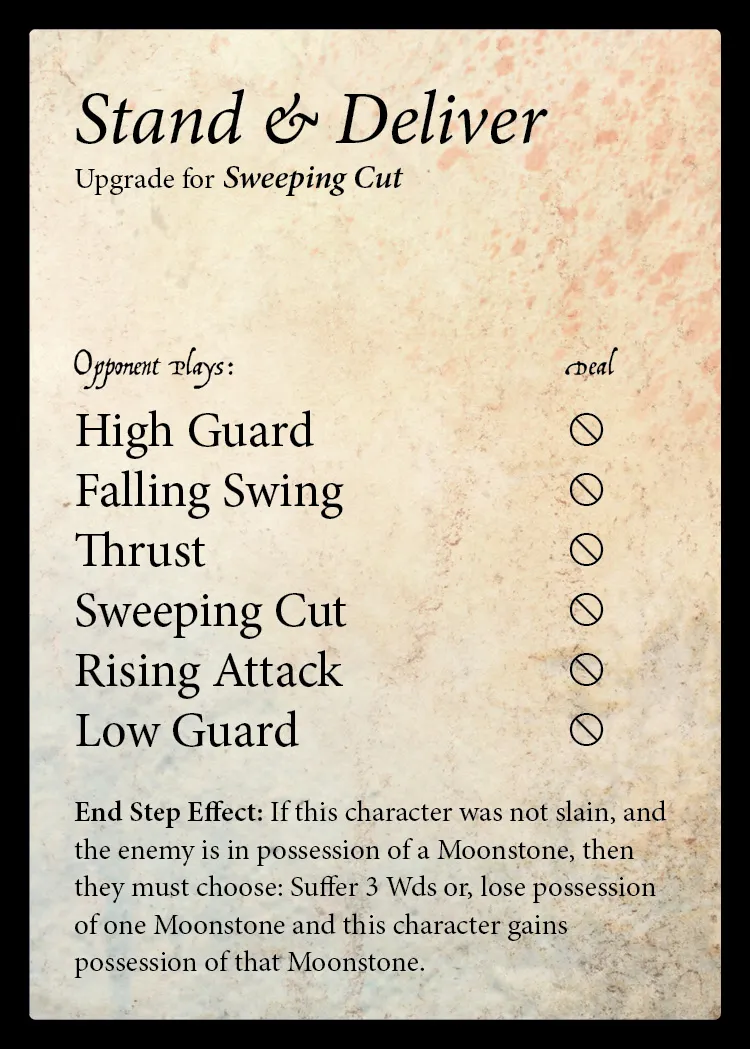 Stand & Deliver
Upgrade for Sweeping Cut
Opponent plays: Deal
High Guard
Falling Swing
Thrust
Sweeping Cut
Rising Attack
Low Guard
End Step Effect: If this character was not slain, and
the enemy is in possession of a Moonstone, then
they must choose: Suffer 3 Wds or, lose possession
of one Moonstone and this character gains
possession of that Moonstone.